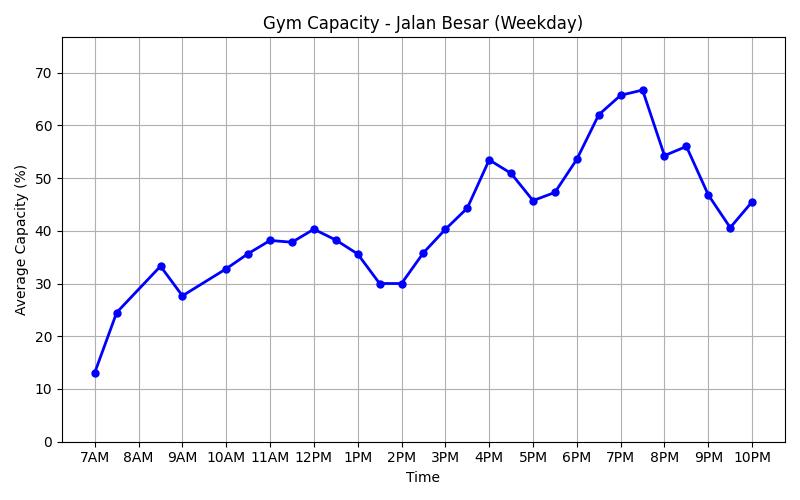 Gym Capacity - Jalan Besar (Weekday)
Average Capacity (%)
70
60
50
40
30
20
10
0
7AM 8AM 9AM 10AM 11AM 12PM 1PM 2PM 3PM 4PM 5PM 6PM 7PM 8PM 9PM 10PM
Time